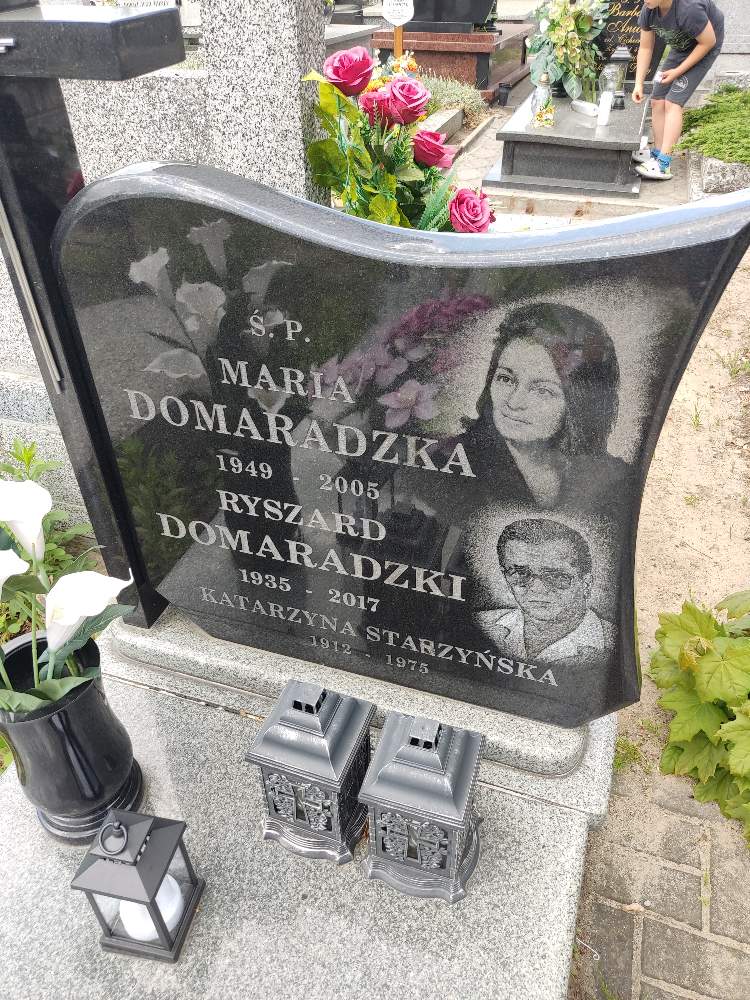 Ś. P.
MARIA
DOMARADZKA
1949 - 2005
RYSZARD
DOMARADZKI
1935 - 2017
KATARZYNA STARZYŃSKA
1912 - 1975